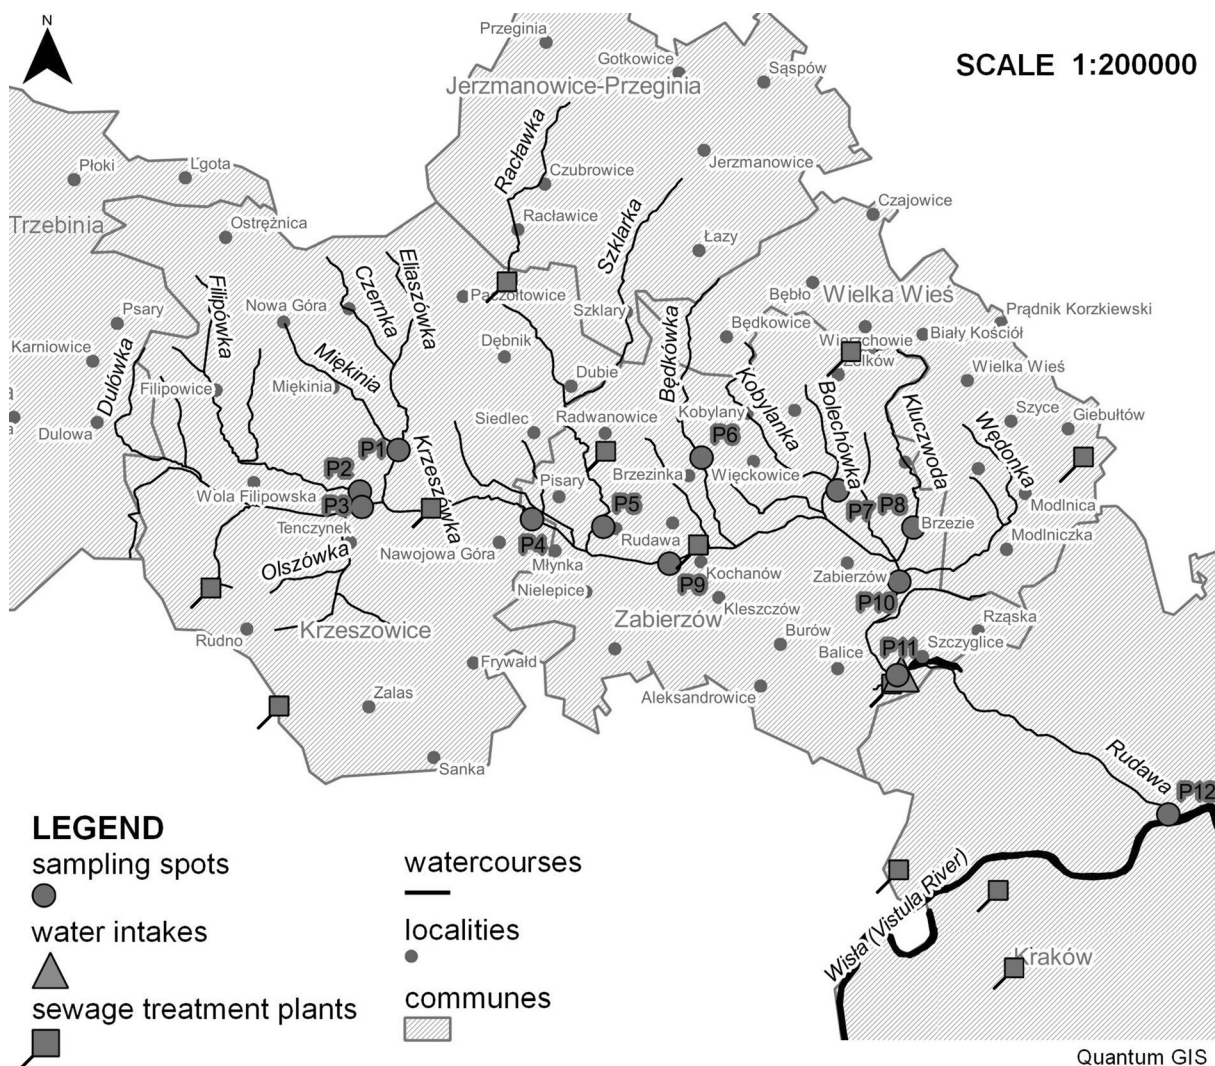 N
SCALE 1:200000
Przeginia
Gotkowice
Sąspów
Jerzmanowice-Przeginia
Racławka
Jerzmanowice
Płoki
Ľgota
Czubrowice
Trzebinia
Ostrężnica
Racławice
Szklarka
Czajowice
Łazy
Filipówka
Czernka
Eliaszówka
Paczółtowice
Bębło
Wielka Wieś
Psary
Nowa Góra
Szklary
Będkówka
Będkowice
Prądnik Korzkiewski
Wierzchowie
Biały Kościół
Karniowice
Dulówka
Miękinia
Dębnik
Zelków
Filipowice
Miękinia
Dubie
Kobylanka
Bolechówka
Kluczwoda
Wielka Wieś
Dulowa
a
Siedlec
Radwanowice
Kobylany
Wędonka
Szyce
Giebułtów
P1
Krzeszówka
P6
P2
Wola Filipowska
Pisary
Brzezinka
Więckowice
Modlnica
P3
P5
P7
P8
Brzezie
Tenczynek
Olszówka
Nawojowa Góra
P4
Młynka
Rudawa
Modlniczka
P9
Kochanów
Zabierzów
P10
Nielepice
Kleszczów
Zabierzów
Rząska
Rudno
Krzeszowice
Burów
P11
Szczyglice
Frywałd
Balice
Zalas
Aleksandrowice
Sanka
Rudawa
P12
Wisła (Vistula River)
Kraków
LEGEND
sampling spots
watercourses
water intakes
localities
sewage treatment plants
communes
Quantum GIS